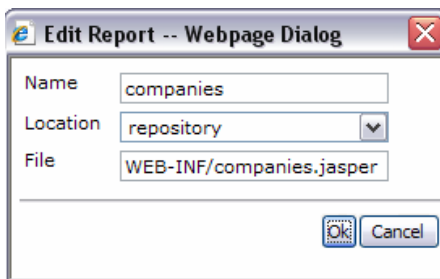 Edit Report -- Webpage Dialog
Name companies
Location repository
File WEB-INF/companies.jasper
Ok Cancel